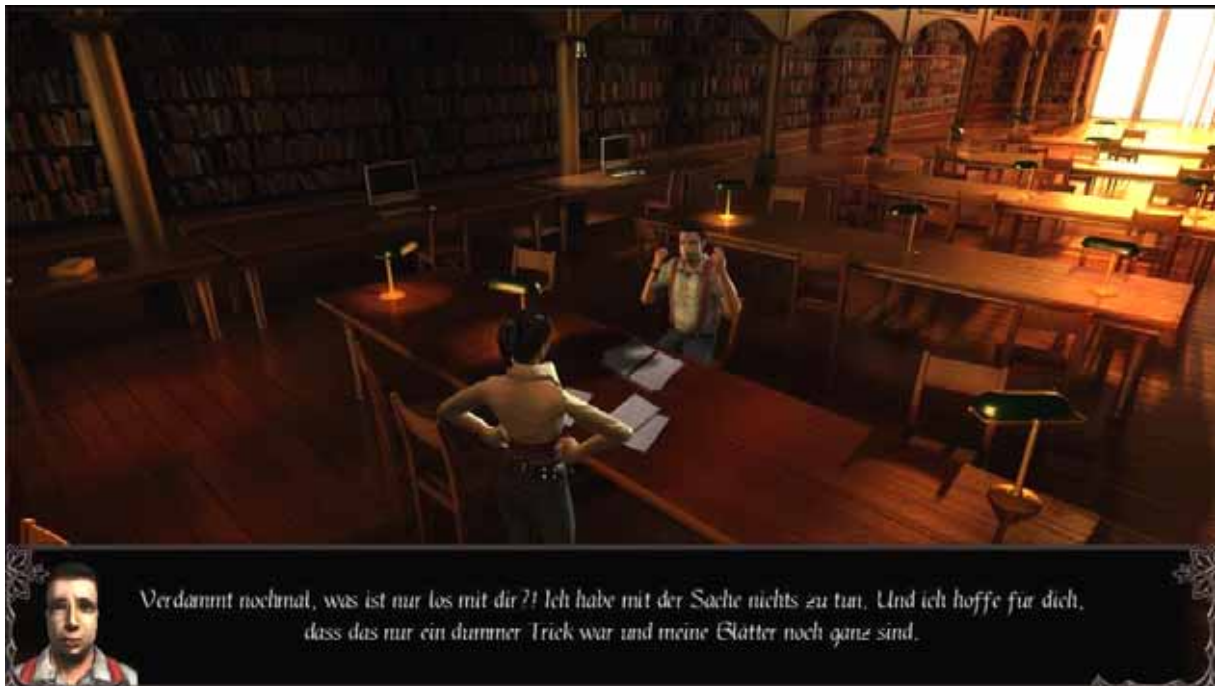 Verdammt nochmal, was ist nur los mit dir?! Ich habe mit der Sache nichts zu tun. Und ich hoffe für dich,
dass das nur ein dummer Trick war und meine Blätter noch ganz sind.